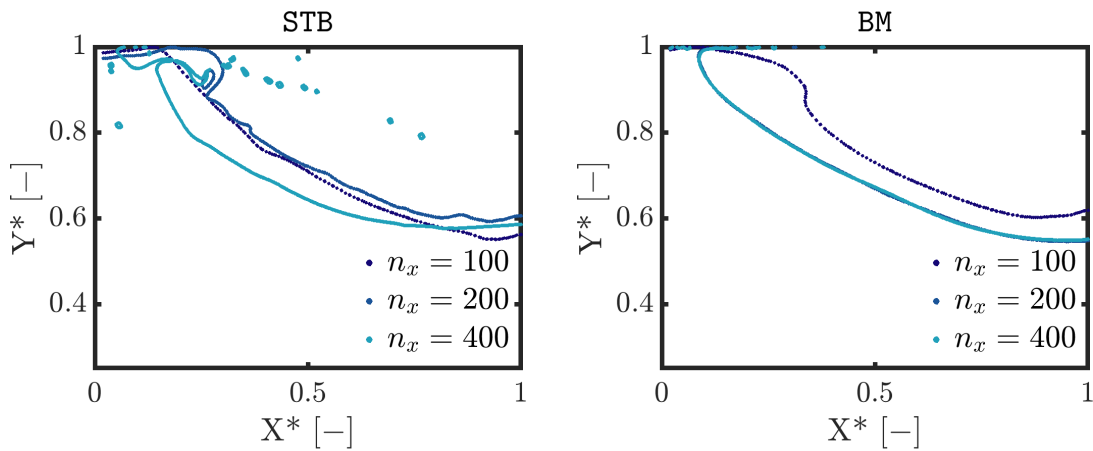 STB
1
0.8
0.6
0.4
Y* [−]
0
0.5
1
X* [−]
n_x = 100
n_x = 200
n_x = 400
BM
1
0.8
0.6
0.4
Y* [−]
0
0.5
1
X* [−]
n_x = 100
n_x = 200
n_x = 400